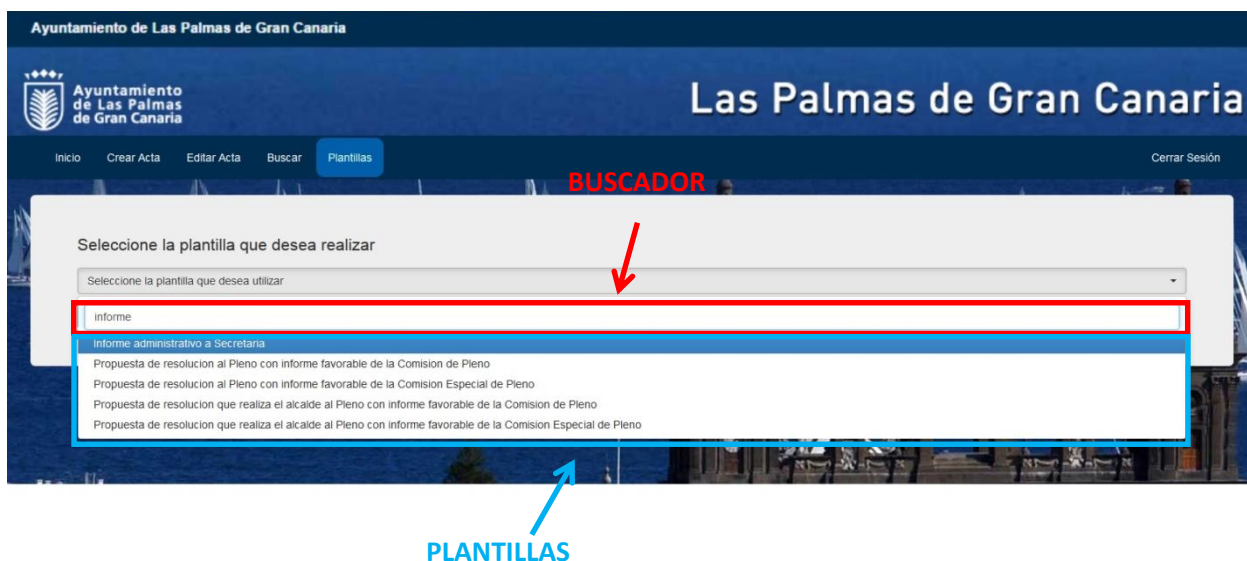 Ayuntamiento de Las Palmas de Gran Canaria
Ayuntamiento
de Las Palmas
de Gran Canaria
Las Palmas de Gran Canaria
Inicio Crear Acta Editar Acta Buscar Plantillas Cerrar Sesión
BUSCADOR
Seleccione la plantilla que desea realizar
Seleccione la plantilla que desea utilizar
informe
Informe administrativo a Secretaria
Propuesta de resolucion al Pleno con informe favorable de la Comision de Pleno
Propuesta de resolucion al Pleno con informe favorable de la Comision Especial de Pleno
Propuesta de resolucion que realiza el alcalde al Pleno con informe favorable de la Comision de Pleno
Propuesta de resolucion que realiza el alcalde al Pleno con informe favorable de la Comision Especial de Pleno
PLANTILLAS